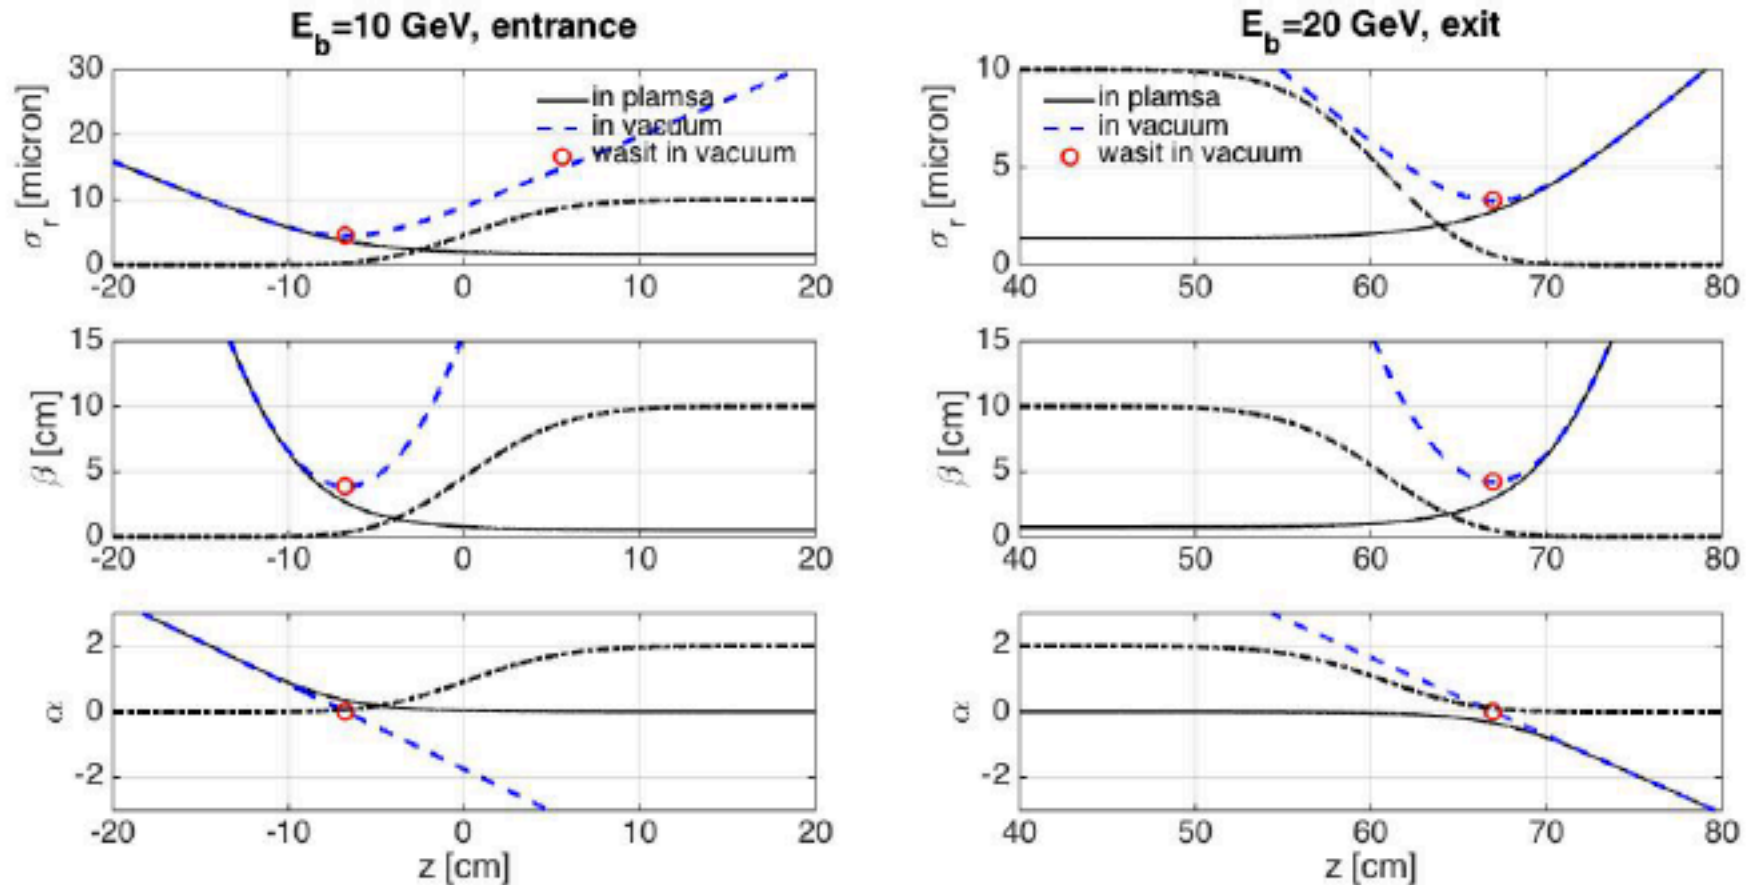 E_b=10 GeV, entrance
σ_r [micron]
30
20
10
0
in plamsa
in vacuum
wasit in vacuum
-20 -10 0 10 20
β [cm]
15
10
5
0
-20 -10 0 10 20
α
2
0
-2
-20 -10 0 10 20
z [cm]
E_b=20 GeV, exit
σ_r [micron]
10
5
0
in plamsa
in vacuum
wasit in vacuum
40 50 60 70 80
β [cm]
15
10
5
0
40 50 60 70 80
α
2
0
-2
40 50 60 70 80
z [cm]